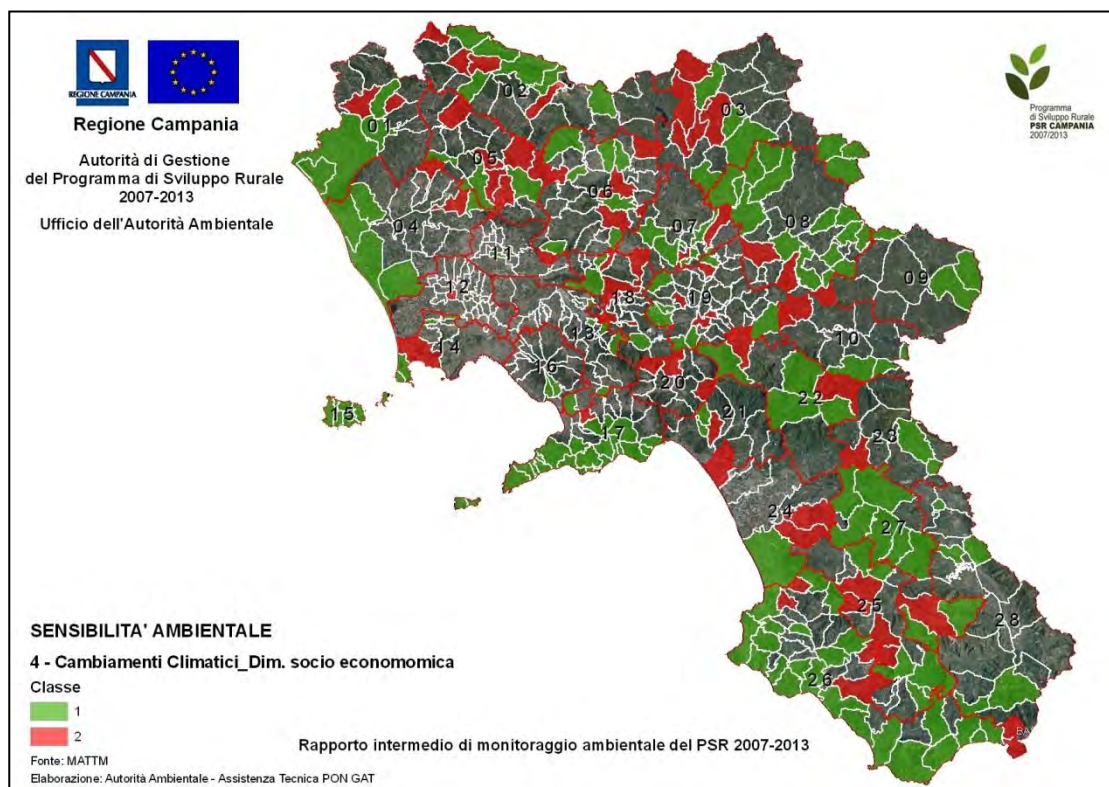 REGIONE CAMPANIA
Regione Campania
Autorità di Gestione
del Programma di Sviluppo Rurale
2007-2013
Ufficio dell'Autorità Ambientale
Programma
di Sviluppo Rurale
PSR CAMPANIA
2007/2013
01
02
03
04
05
06
07
08
09
10
11
12
13
14
15
16
17
18
19
20
21
22
23
24
25
26
27
28
SENSIBILITA' AMBIENTALE
4 - Cambiamenti Climatici_Dim. socio economomica
Classe
1
2
Fonte: MATTM
Elaborazione: Autorità Ambientale - Assistenza Tecnica PON GAT
Rapporto intermedio di monitoraggio ambientale del PSR 2007-2013